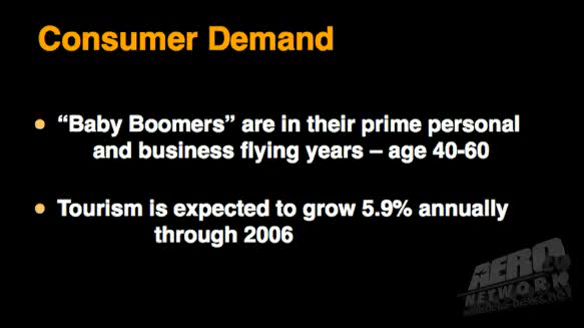 Consumer Demand
• “Baby Boomers” are in their prime personal
and business flying years – age 40-60
• Tourism is expected to grow 5.9% annually
through 2006
AERO
NETWORK